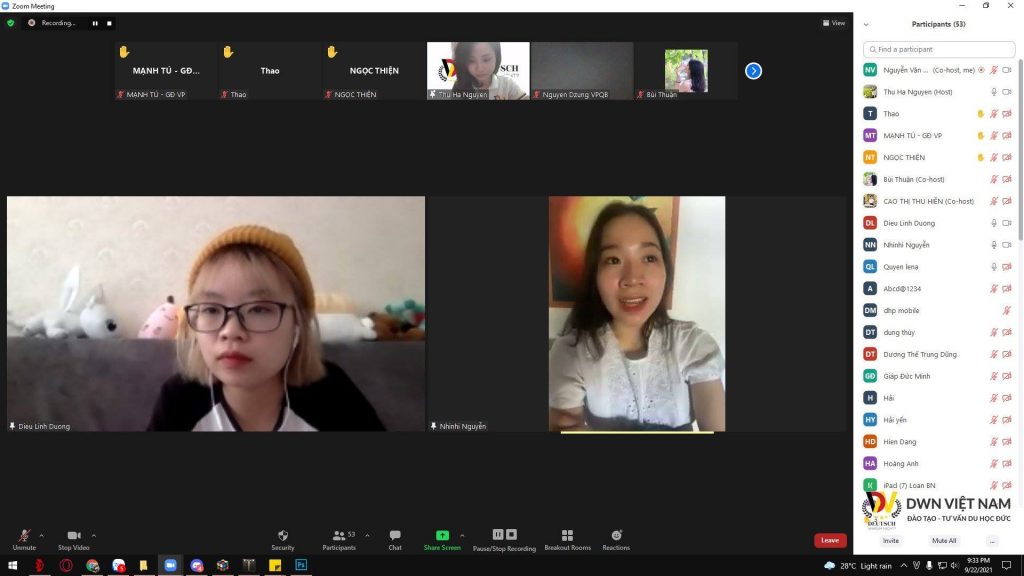 Zoom Meeting
Recording...
View
MẠNH TÚ - GĐ...
Thao
NGỌC THIỆN
MẠNH TÚ - GĐ VP
Thao
NGỌC THIỆN
Thu Ha Nguyen
Nguyen Dzung VPQB
Bùi Thuận
Dieu Linh Duong
Nhinhi Nguyễn
Participants (53)
Find a participant
NV Nguyễn Văn ... (Co-host, me)
Thu Ha Nguyen (Host)
T Thao
MT MẠNH TÚ - GĐ VP
NT NGỌC THIỆN
Bùi Thuận (Co-host)
CAO THỊ THU HIỀN (Co-host)
DL Dieu Linh Duong
NN Nhinhi Nguyễn
QL Quyen lena
A Abcd@1234
DM dhp mobile
DT dung thùy
DT Dương Thế Trung Dũng
GĐ Giáp Đức Minh
H Hải
HY Hải yến
HD Hien Dang
HA Hoàng Anh
I( iPad (7) Loan BN
DWN VIỆT NAM
ĐÀO TẠO - TƯ VẤN DU HỌC ĐỨC
DEUTSCH
Invite
Mute All
...
Unmute
Stop Video
Security
53
Participants
Chat
Share Screen
Pause/Stop Recording
Breakout Rooms
Reactions
Leave
28°C Light rain
9:33 PM
9/22/2021